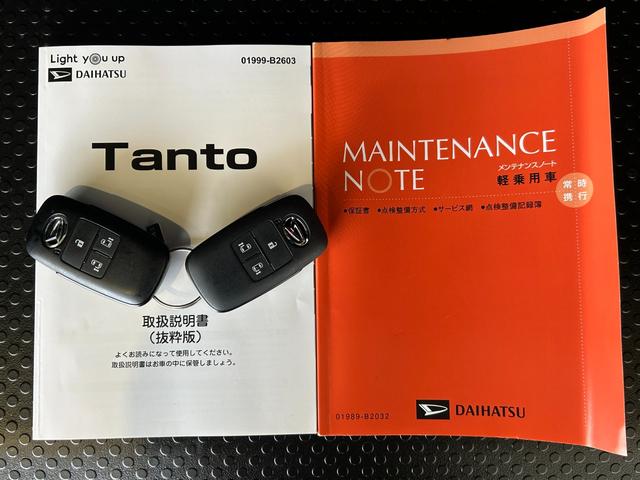 Light you up
DAIHATSU
01999-B2603
Tanto
取扱説明書
(抜粋版)
よくお読みになって使用してください。
取扱説明書はお車の中に保管しましょう。
MAINTENANCE
NOTE
メンテナンスノート
軽乗用車
常時
携行
●保証書 ●点検整備方式 ●サービス網 ●点検整備記録簿
01989-B2032
DAIHATSU